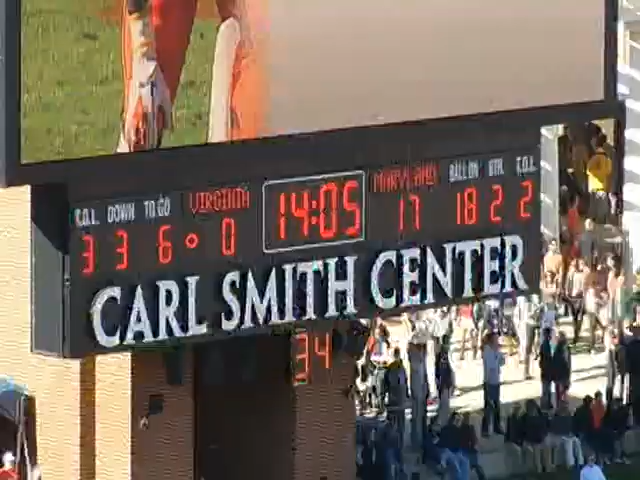 T.O.L. DOWN TO GO VIRGINIA 14:05 MARYLAND BALL ON QTR. T.O.L.
3 3 6 0 17 18 2 2
CARL SMITH CENTER
34